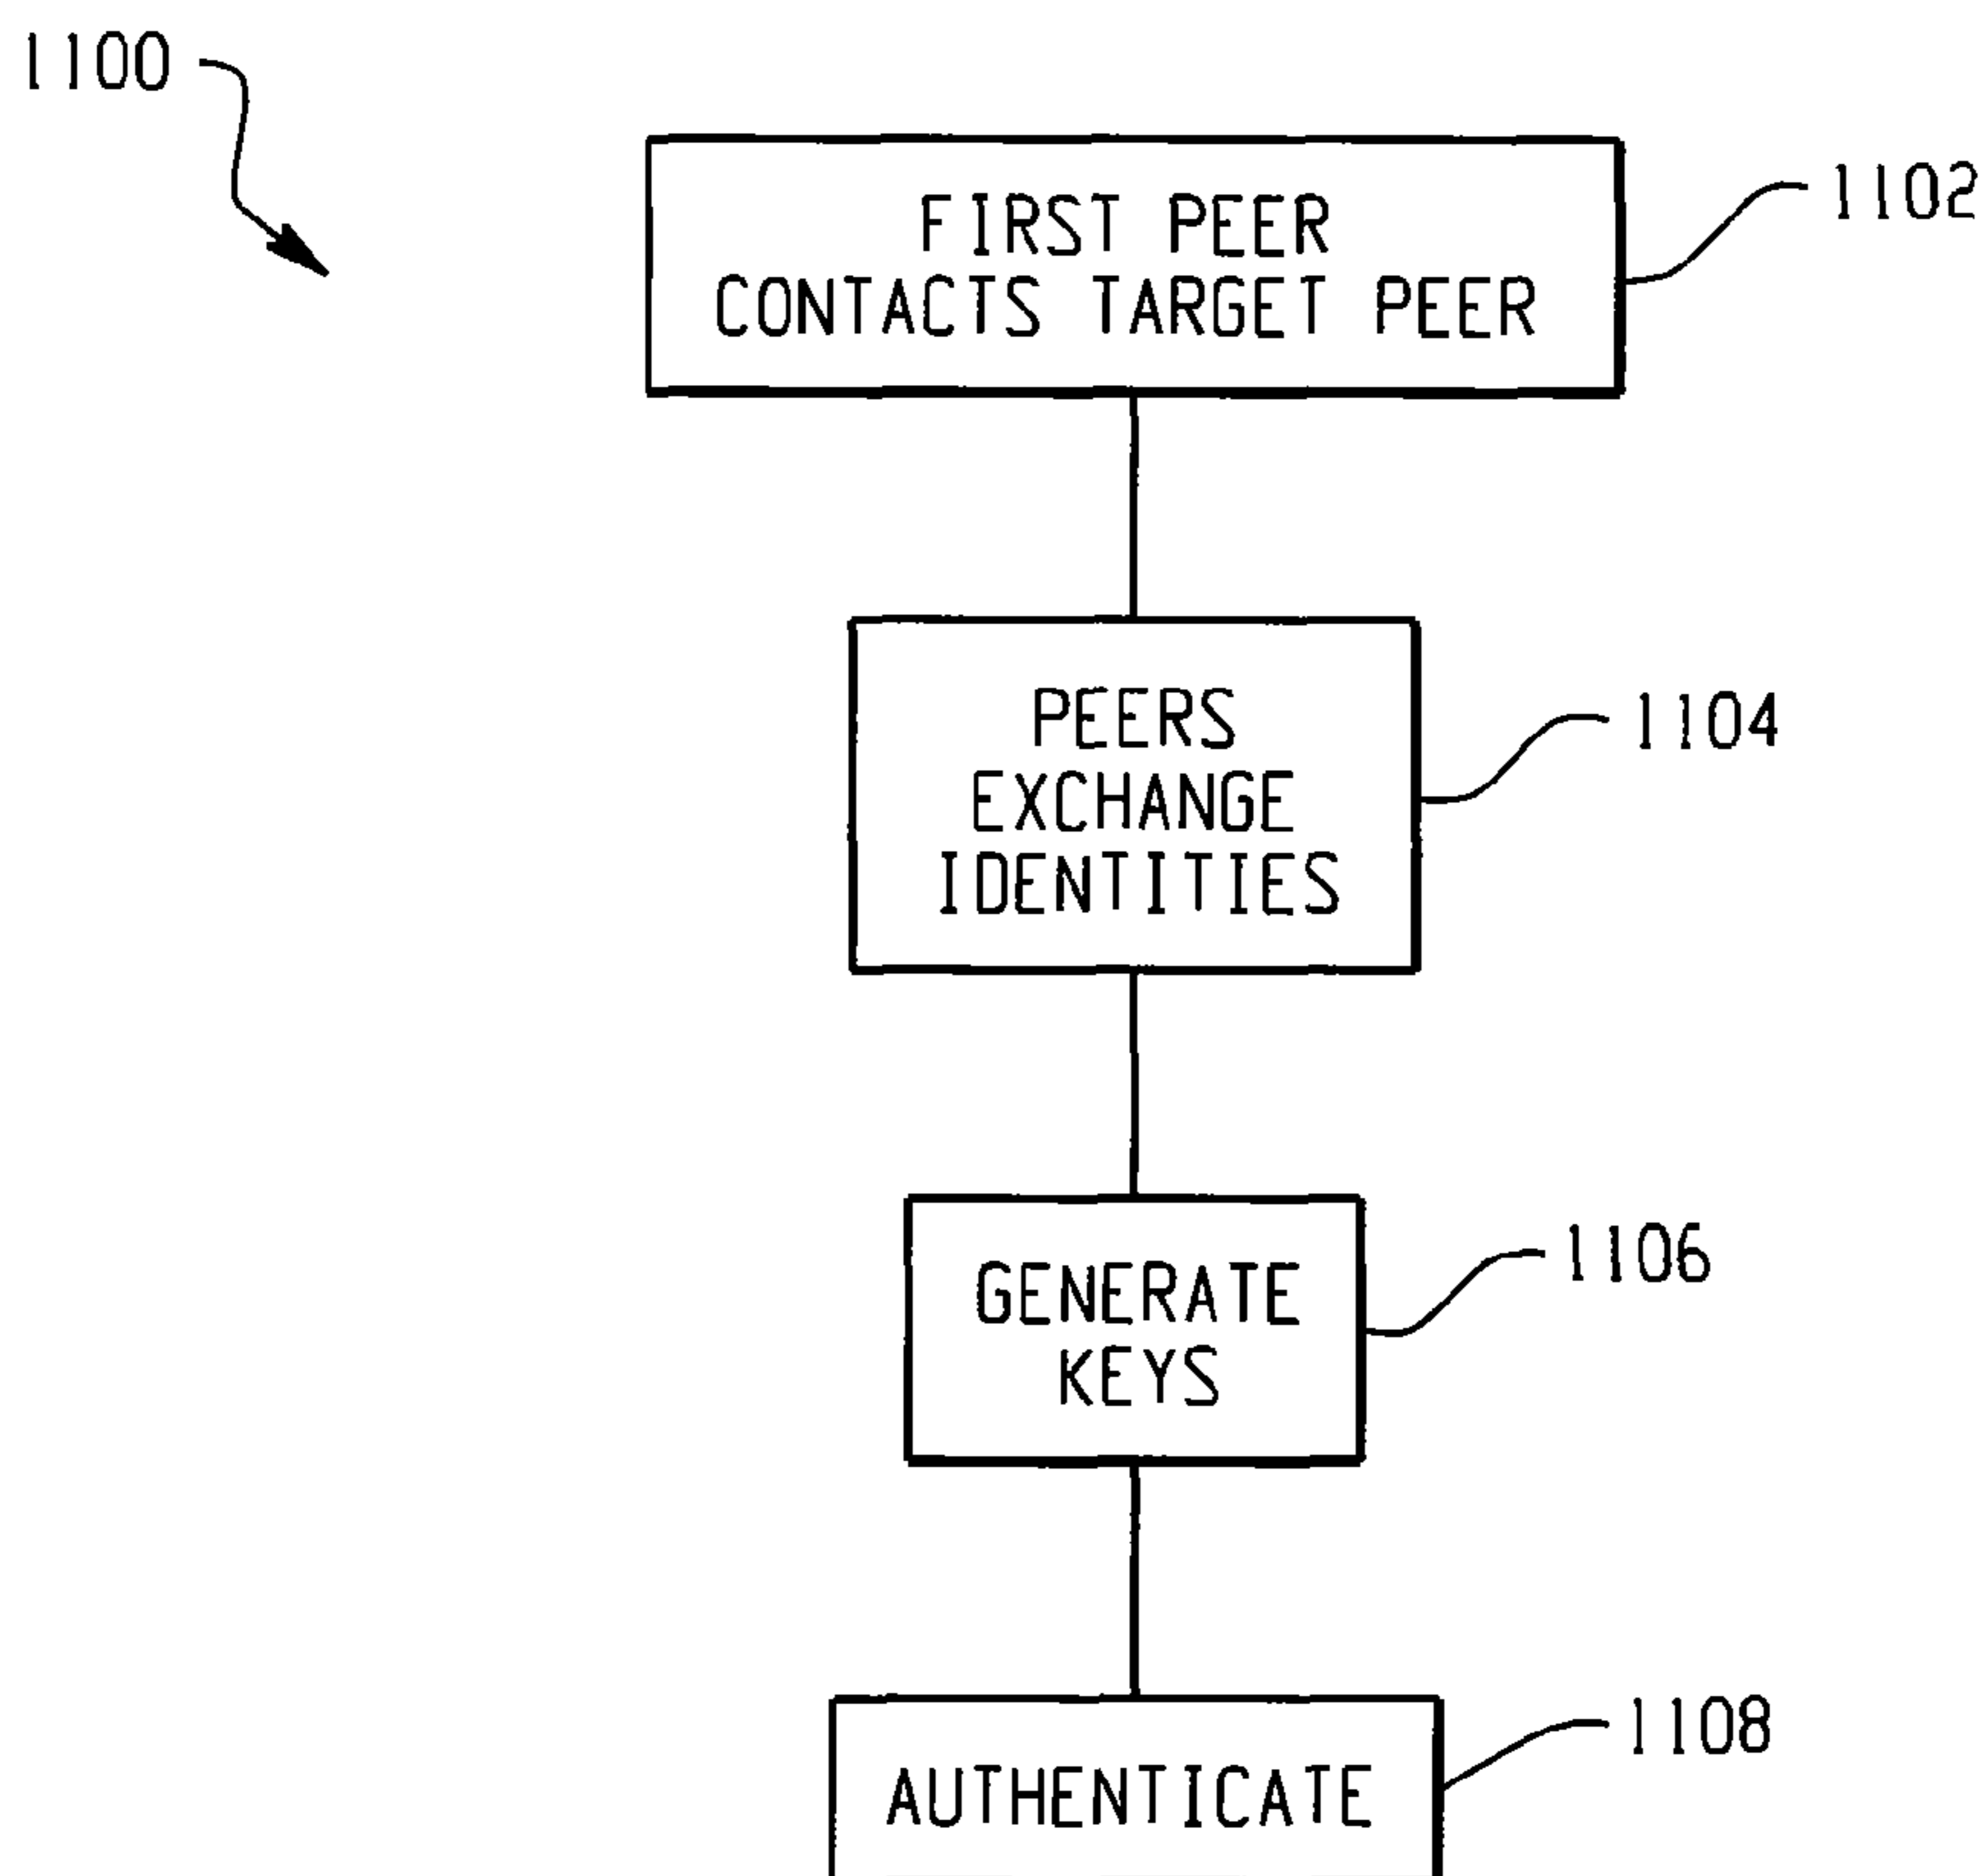 1100
FIRST PEER
CONTACTS TARGET PEER
1102
PEERS
EXCHANGE
IDENTITIES
1104
GENERATE
KEYS
1106
AUTHENTICATE
1108